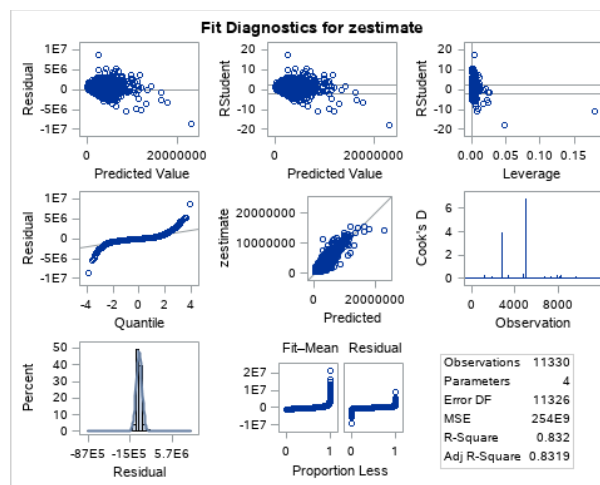 Fit Diagnostics for zestimate
1E7
5E6
0
-5E6
-1E7
Residual
0
20000000
Predicted Value
20
10
0
-10
-20
RStudent
0
20000000
Predicted Value
20
10
0
-10
-20
RStudent
0.00
0.05
0.15
Leverage
1E7
5E6
0
-5E6
-1E7
Residual
-4
-2
0
2
4
Quantile
20000000
10000000
0
zestimate
0
20000000
Predicted
6
4
2
0
Cook's D
0
4000
8000
Observation
50
40
30
20
10
0
Percent
-87E5
-15E5
5.7E6
Residual
Fit–Mean
Residual
2E7
1E7
0
-1E7
0
1
0
1
Proportion Less
Observations 11330
Parameters 4
Error DF 11326
MSE 254E9
R-Square 0.832
Adj R-Square 0.8319